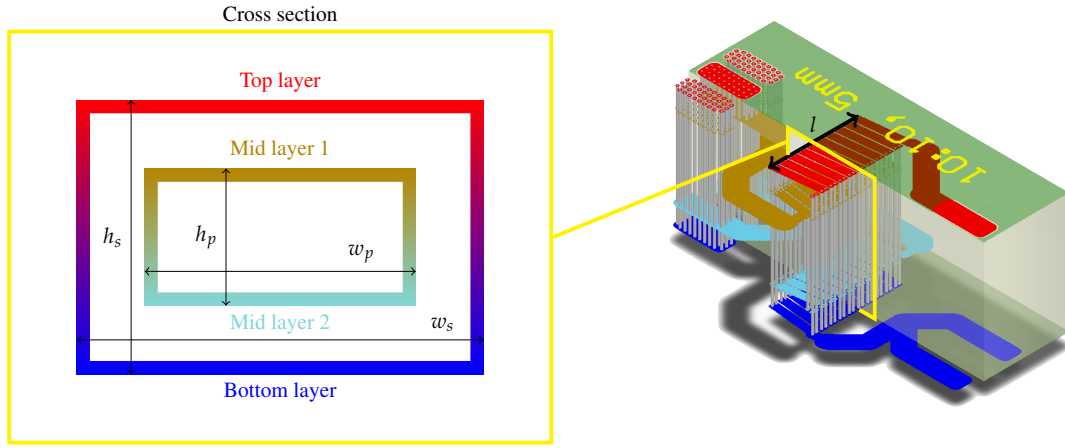 Cross section
Top layer
Mid layer 1
h_s
h_p
w_p
Mid layer 2
w_s
Bottom layer
l
10:10,
5mm